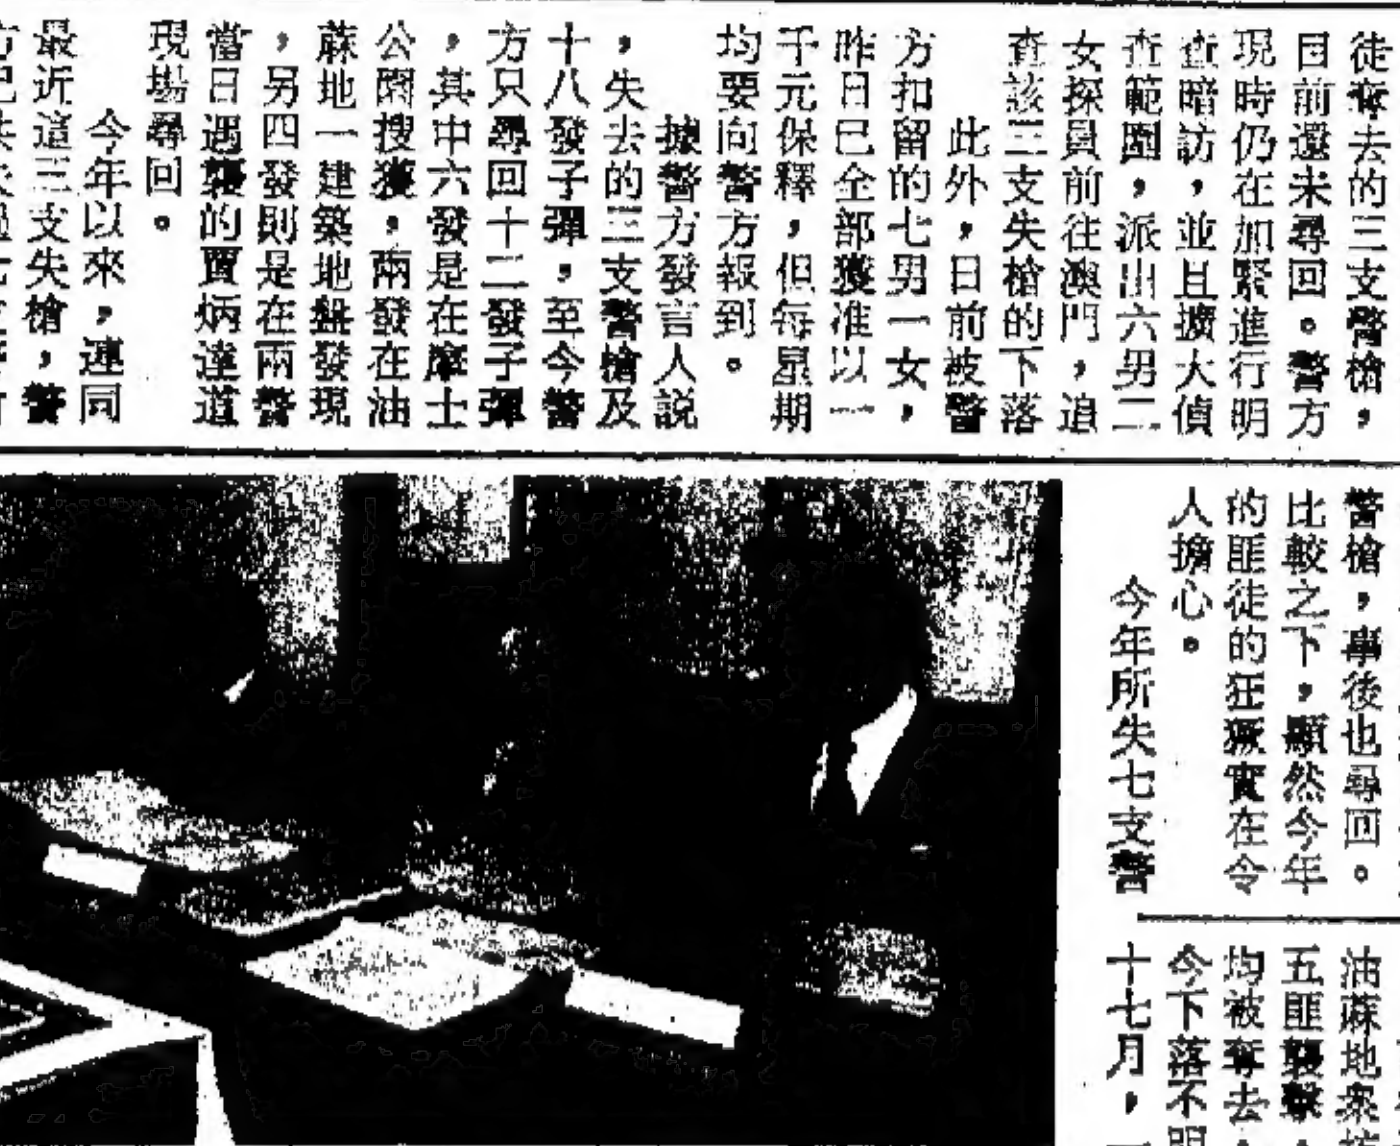 徒奪去的三支警槍，
目前還未尋回。警方
現時仍在加緊進行明
查暗訪，並且擴大偵
查範圍，派出六男二
女探員前往澳門，追
查該三支失槍的下落
此外，日前被警
方扣留的七男一女，
昨日已全部獲准以一
千元保釋，但每星期
均要向警方報到。
據警方發言人説
，失去的三支警槍及
十八發子彈，至今警
方只尋回十二發子彈
，其中六發是在摩士
公園搜獲，兩發在油
蔴地一建築地盤發現
，另四發則是在兩警
當日遇襲的賈炳達道
現場尋回。
今年以來，連同
最近這三支失槍，警
警槍，事後也尋回。
比較之下，顯然今年
的匪徒的狂獗實在令
人擔心。
今年所失七支警
油蔴地衆
五匪襲擊
均被奪去，
今下落不明
十七月，一